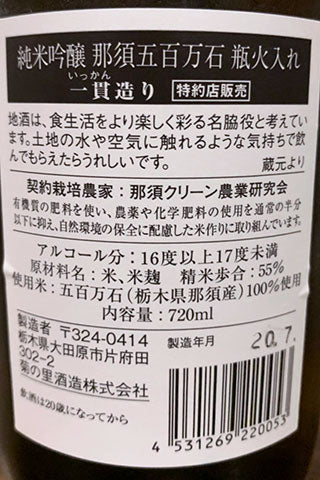 純米吟醸 那須五百万石 瓶火入れ
いっかん
一貫造り 特約店販売
地酒は、食生活をより楽しく彩る名脇役と考えてい
ます。土地の水や空気に触れるような気持ちで飲
んでもらえたらうれしいです。 蔵元より
契約栽培農家：那須クリーン農業研究会
有機質の肥料を使い、農薬や化学肥料の使用を通常の半分
以下に抑え、自然環境の保全に配慮した米作りに取り組んでいます。
アルコール分：16度以上17度未満
原材料名：米、米麹 精米歩合：55%
使用米：五百万石（栃木県那須産）100%使用
内容量：720ml
製造者 〒324-0414
栃木県大田原市片府田
302-2
菊の里酒造株式会社
飲酒は20歳になってから
製造年月 20.7.
4 531269 220053